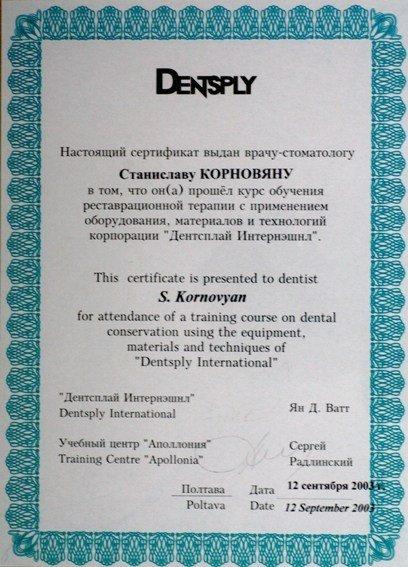 DENTSPLY
Настоящий сертификат выдан врачу-стоматологу
Станиславу КОРНОВЯНУ
в том, что он(а) прошёл курс обучения
реставрационной терапии с применением
оборудования, материалов и технологий
корпорации "Дентсплай Интернэшнл".
This certificate is presented to dentist
S. Kornovyan
for attendance of a training course on dental
conservation using the equipment,
materials and techniques of
"Dentsply International"
"Дентсплай Интернэшнл"
Dentsply International
Ян Д. Ватт
Учебный центр "Аполлония"
Training Centre "Apollonia"
Сергей
Радлинский
Полтава Дата 12 сентября 2003 г.
Poltava Date 12 September 2003